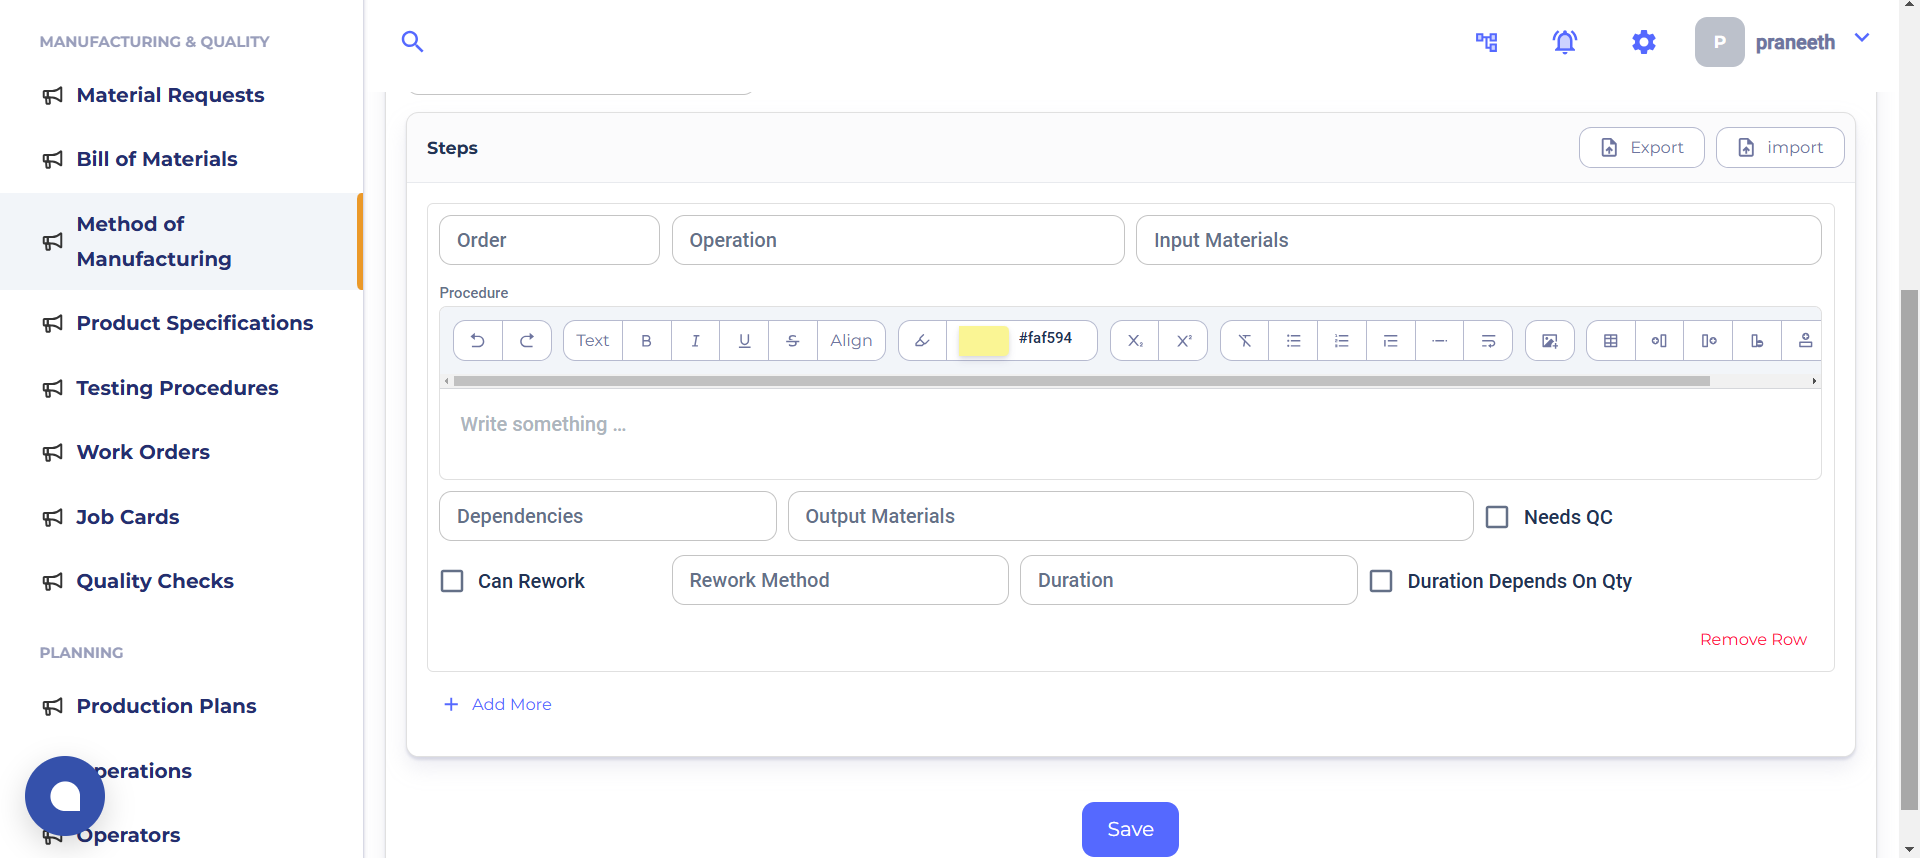 MANUFACTURING & QUALITY
Material Requests
Bill of Materials
Method of
Manufacturing
Product Specifications
Testing Procedures
Work Orders
Job Cards
Quality Checks
PLANNING
Production Plans
perations
Operators
P praneeth
Steps
Export
import
Order
Operation
Input Materials
Procedure
Text B I U S Align #faf594 X₂ X²
Write something ...
Dependencies
Output Materials
Needs QC
Can Rework
Rework Method
Duration
Duration Depends On Qty
Remove Row
+ Add More
Save